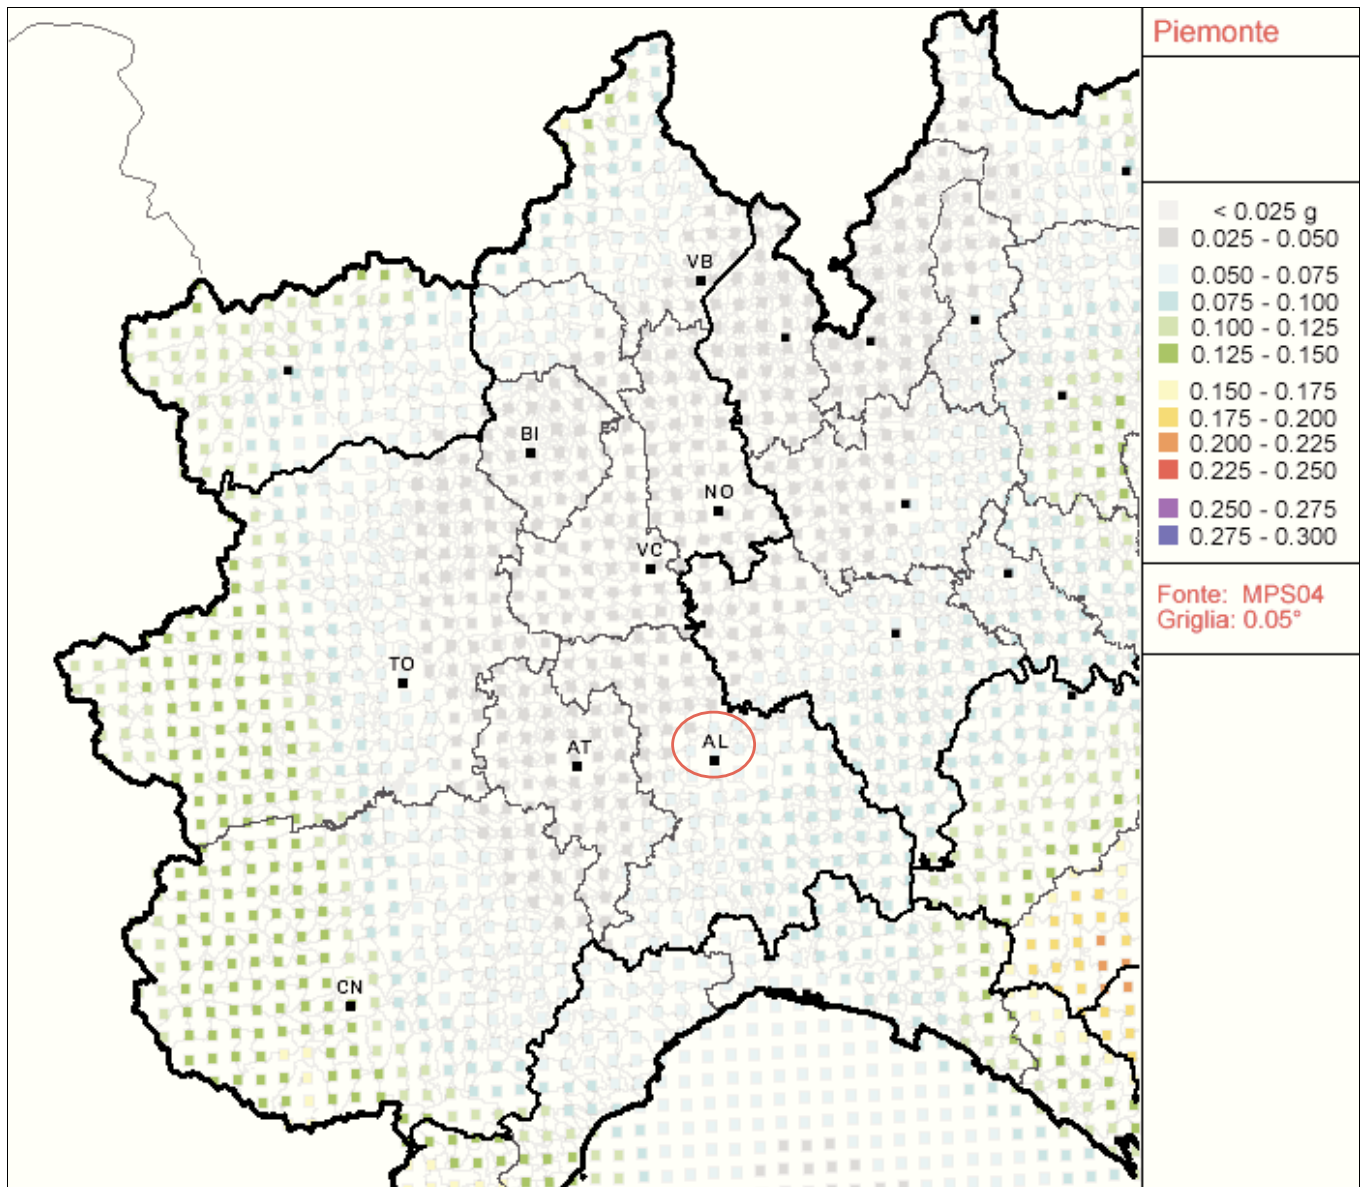 Piemonte
< 0.025 g
0.025 - 0.050
0.050 - 0.075
0.075 - 0.100
0.100 - 0.125
0.125 - 0.150
0.150 - 0.175
0.175 - 0.200
0.200 - 0.225
0.225 - 0.250
0.250 - 0.275
0.275 - 0.300
Fonte: MPS04
Griglia: 0.05°
VB
BI
NO
VC
TO
AT
AL
CN